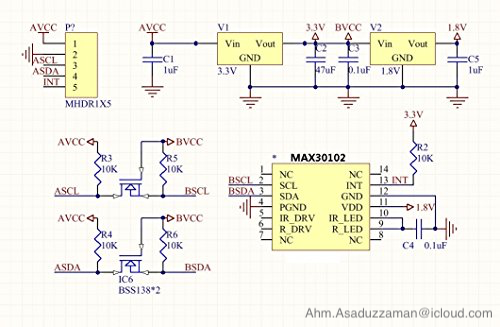 AVCC P?
1
2
ASCL 3
ASDA 4
INT 5
MHDR1X5
AVCC V1 3.3V BVCC V2 1.8V
Vin Vout Vin Vout
C1 GND C2 C3 GND C5
1uF 3.3V 47uF 0.1uF 1.8V 1uF
AVCC BVCC
R3 R5
10K 10K
ASCL BSCL
AVCC BVCC
R4 R6
10K 10K
ASDA BSDA
IC6
BSS138*2
3.3V
* MAX30102 R2
10K
1 NC NC 14
BSCL 2 SCL INT 13 INT
BSDA 3 SDA GND 12
4 PGND VDD 11 1.8V
5 IR_DRV IR_LED 10
6 R_DRV R_LED 9
7 NC NC 8
C4 0.1uF
Ahm.Asaduzzaman@icloud.com